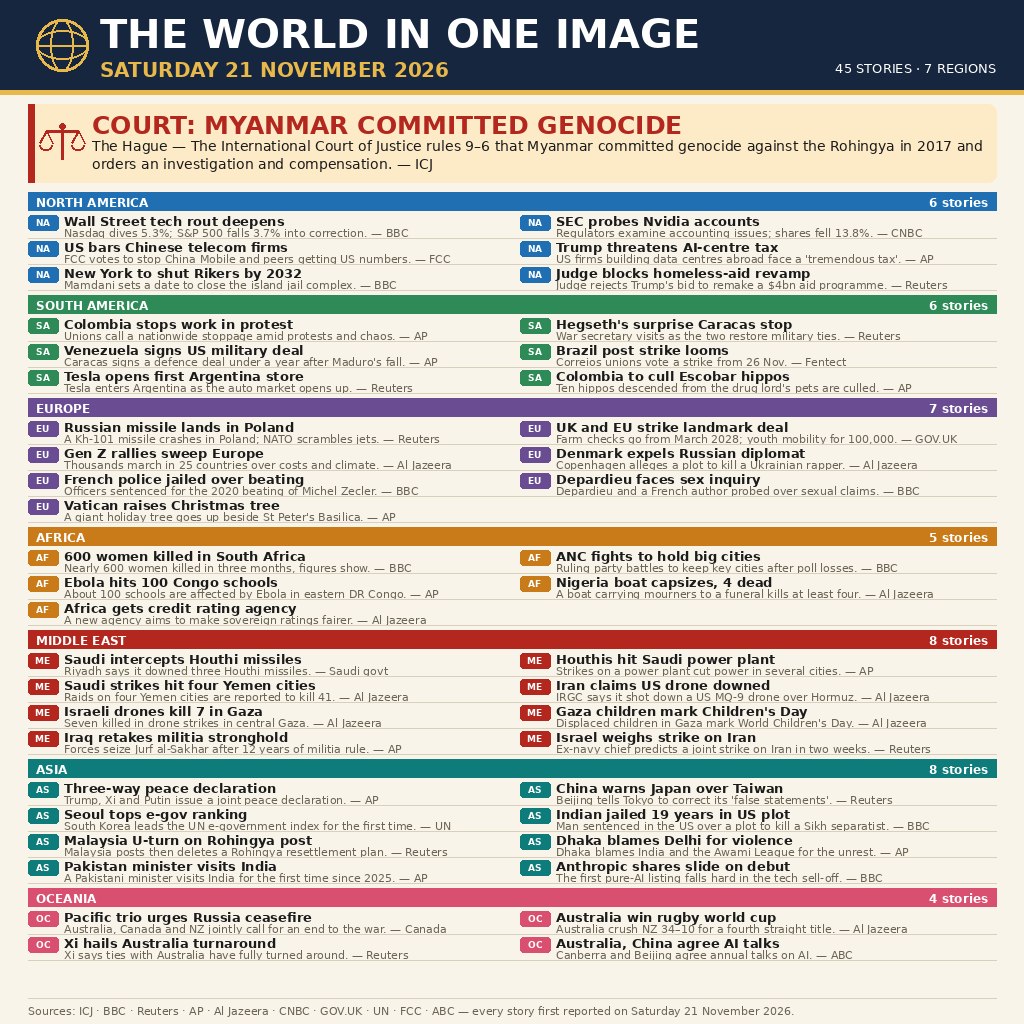 THE WORLD IN ONE IMAGE
SATURDAY 21 NOVEMBER 2026
45 STORIES · 7 REGIONS
COURT: MYANMAR COMMITTED GENOCIDE
The Hague — The International Court of Justice rules 9–6 that Myanmar committed genocide against the Rohingya in 2017 and
orders an investigation and compensation. — ICJ
NORTH AMERICA
6 stories
NA
Wall Street tech rout deepens
Nasdaq dives 5.3%; S&P 500 falls 3.7% into correction. — BBC
NA
SEC probes Nvidia accounts
Regulators examine accounting issues; shares fell 13.8%. — CNBC
NA
US bars Chinese telecom firms
FCC votes to stop China Mobile and peers getting US numbers. — FCC
NA
Trump threatens AI-centre tax
US firms building data centres abroad face a 'tremendous tax'. — AP
NA
New York to shut Rikers by 2032
Mamdani sets a date to close the island jail complex. — BBC
NA
Judge blocks homeless-aid revamp
Judge rejects Trump's bid to remake a $4bn aid programme. — Reuters
SOUTH AMERICA
6 stories
SA
Colombia stops work in protest
Unions call a nationwide stoppage amid protests and chaos. — AP
SA
Hegseth's surprise Caracas stop
War secretary visits as the two restore military ties. — Reuters
SA
Venezuela signs US military deal
Caracas signs a defence deal under a year after Maduro's fall. — AP
SA
Brazil post strike looms
Correios unions vote a strike from 26 Nov. — Fentect
SA
Tesla opens first Argentina store
Tesla enters Argentina as the auto market opens up. — Reuters
SA
Colombia to cull Escobar hippos
Ten hippos descended from the drug lord's pets are culled. — AP
EUROPE
7 stories
EU
Russian missile lands in Poland
A Kh-101 missile crashes in Poland; NATO scrambles jets. — Reuters
EU
UK and EU strike landmark deal
Farm checks go from March 2028; youth mobility for 100,000. — GOV.UK
EU
Gen Z rallies sweep Europe
Thousands march in 25 countries over costs and climate. — Al Jazeera
EU
Denmark expels Russian diplomat
Copenhagen alleges a plot to kill a Ukrainian rapper. — Al Jazeera
EU
French police jailed over beating
Officers sentenced for the 2020 beating of Michel Zecler. — BBC
EU
Depardieu faces sex inquiry
Depardieu and a French author probed over sexual claims. — BBC
EU
Vatican raises Christmas tree
A giant holiday tree goes up beside St Peter's Basilica. — AP
AFRICA
5 stories
AF
600 women killed in South Africa
Nearly 600 women killed in three months, figures show. — BBC
AF
ANC fights to hold big cities
Ruling party battles to keep key cities after poll losses. — BBC
AF
Ebola hits 100 Congo schools
About 100 schools are affected by Ebola in eastern DR Congo. — AP
AF
Nigeria boat capsizes, 4 dead
A boat carrying mourners to a funeral kills at least four. — Al Jazeera
AF
Africa gets credit rating agency
A new agency aims to make sovereign ratings fairer. — Al Jazeera
MIDDLE EAST
8 stories
ME
Saudi intercepts Houthi missiles
Riyadh says it downed three Houthi missiles. — Saudi govt
ME
Houthis hit Saudi power plant
Strikes on a power plant cut power in several cities. — AP
ME
Saudi strikes hit four Yemen cities
Raids on four Yemen cities are reported to kill 41. — Al Jazeera
ME
Iran claims US drone downed
IRGC says it shot down a US MQ-9 drone over Hormuz. — Al Jazeera
ME
Israeli drones kill 7 in Gaza
Seven killed in drone strikes in central Gaza. — Al Jazeera
ME
Gaza children mark Children's Day
Displaced children in Gaza mark World Children's Day. — Al Jazeera
ME
Iraq retakes militia stronghold
Forces seize Jurf al-Sakhar after 12 years of militia rule. — AP
ME
Israel weighs strike on Iran
Ex-navy chief predicts a joint strike on Iran in two weeks. — Reuters
ASIA
8 stories
AS
Three-way peace declaration
Trump, Xi and Putin issue a joint peace declaration. — AP
AS
China warns Japan over Taiwan
Beijing tells Tokyo to correct its 'false statements'. — Reuters
AS
Seoul tops e-gov ranking
South Korea leads the UN e-government index for the first time. — UN
AS
Indian jailed 19 years in US plot
Man sentenced in the US over a plot to kill a Sikh separatist. — BBC
AS
Malaysia U-turn on Rohingya post
Malaysia posts then deletes a Rohingya resettlement plan. — Reuters
AS
Dhaka blames Delhi for violence
Dhaka blames India and the Awami League for the unrest. — AP
AS
Pakistan minister visits India
A Pakistani minister visits India for the first time since 2025. — AP
AS
Anthropic shares slide on debut
The first pure-AI listing falls hard in the tech sell-off. — BBC
OCEANIA
4 stories
OC
Pacific trio urges Russia ceasefire
Australia, Canada and NZ jointly call for an end to the war. — Canada
OC
Australia win rugby world cup
Australia crush NZ 34–10 for a fourth straight title. — Al Jazeera
OC
Xi hails Australia turnaround
Xi says ties with Australia have fully turned around. — Reuters
OC
Australia, China agree AI talks
Canberra and Beijing agree annual talks on AI. — ABC
Sources: ICJ · BBC · Reuters · AP · Al Jazeera · CNBC · GOV.UK · UN · FCC · ABC — every story first reported on Saturday 21 November 2026.